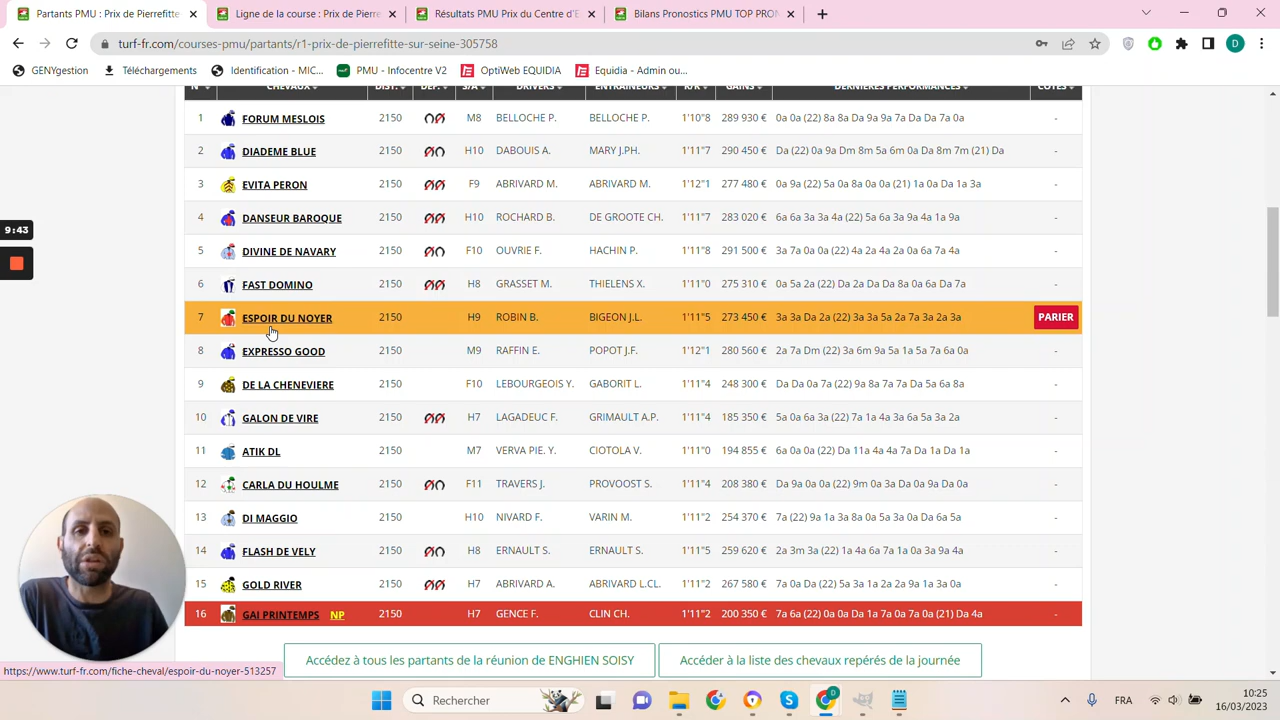 Partants PMU : Prix de Pierrefitte
Ligne de la course : Prix de Pierre
Résultats PMU Prix du Centre d'E
Bilans Pronostics PMU TOP PRON
turf-fr.com/courses-pmu/partants/r1-prix-de-pierrefitte-sur-seine-305758
D
GENYgestion
Téléchargements
Identification - MIC...
PMU - Infocentre V2
OptiWeb EQUIDIA
Equidia - Admin ou...
N° CHEVAUX DIST. DEF. S/A DRIVERS ENTRAÎNEURS R/K GAINS DERNIÈRES PERFORMANCES COTES
1 FORUM MESLOIS 2150 M8 BELLOCHE P. BELLOCHE P. 1'10"8 289 930 € 0a 0a (22) 8a 8a Da 9a 9a 7a Da Da 7a 0a -
2 DIADEME BLUE 2150 H10 DABOUIS A. MARY J.PH. 1'11"7 290 450 € Da (22) 0a 9a Dm 8m 5a 6m 0a Da 8m 7m (21) Da -
3 EVITA PERON 2150 F9 ABRIVARD M. ABRIVARD M. 1'12"1 277 480 € 0a 9a (22) 5a 0a 8a 0a 0a (21) 1a 0a Da 1a 3a -
4 DANSEUR BAROQUE 2150 H10 ROCHARD B. DE GROOTE CH. 1'11"7 283 020 € 6a 6a 3a 3a 4a (22) 5a 6a 3a 9a 4a 1a 9a -
5 DIVINE DE NAVARY 2150 F10 OUVRIE F. HACHIN P. 1'11"8 291 500 € 3a 7a 0a 0a (22) 4a 2a 4a 2a 0a 6a 7a 4a -
6 FAST DOMINO 2150 H8 GRASSET M. THIELENS X. 1'11"0 275 310 € 0a 5a 2a (22) Da 2a Da Da 8a 0a 6a Da 7a -
7 ESPOIR DU NOYER 2150 H9 ROBIN B. BIGEON J.L. 1'11"5 273 450 € 3a 3a Da 2a (22) 3a 3a 5a 2a 7a 3a 2a 3a PARIER
8 EXPRESSO GOOD 2150 M9 RAFFIN E. POPOT J.F. 1'12"1 280 560 € 2a 7a Dm (22) 3a 6m 9a 5a 1a 5a 7a 6a 0a -
9 DE LA CHENEVIERE 2150 F10 LEBOURGEOIS Y. GABORIT L. 1'11"4 248 300 € Da Da 0a 7a (22) 9a 8a 7a 7a Da 5a 6a 8a -
10 GALON DE VIRE 2150 H7 LAGADEUC F. GRIMAULT A.P. 1'11"4 185 350 € 5a 0a 6a 3a (22) 7a 1a 4a 3a 6a 5a 3a 2a -
11 ATIK DL 2150 M7 VERVA PIE. Y. CIOTOLA V. 1'11"0 194 855 € 6a 0a 0a (22) Da 11a 4a 4a 7a Da 1a Da 1a -
12 CARLA DU HOULME 2150 F11 TRAVERS J. PROVOOST S. 1'11"4 208 380 € Da 9a 0a 0a (22) 9m 0a 3a Da 0a 9a Da 0a -
13 DI MAGGIO 2150 H10 NIVARD F. VARIN M. 1'11"2 254 370 € 7a (22) 9a 1a 3a 8a 0a 5a 3a 0a Da 6a 5a -
14 FLASH DE VELY 2150 H8 ERNAULT S. ERNAULT S. 1'11"5 259 620 € 2a 3m 3a (22) 1a 4a 6a 7a 1a 0a 3a 9a 4a -
15 GOLD RIVER 2150 H7 ABRIVARD A. ABRIVARD L.CL. 1'11"2 267 580 € 7a 0a Da (22) 5a 3a 1a 2a 2a 9a 1a 3a 0a -
16 GAI PRINTEMPS NP 2150 H7 GENCE F. CLIN CH. 1'11"2 200 350 € 7a 6a (22) 0a 0a Da 1a 7a 0a 7a 0a (21) Da 4a -
9:43
Accédez à tous les partants de la réunion de ENGHIEN SOISY
Accéder à la liste des chevaux repérés de la journée
https://www.turf-fr.com/fiche-cheval/espoir-du-noyer-513257
Rechercher
FRA
10:25
16/03/2023